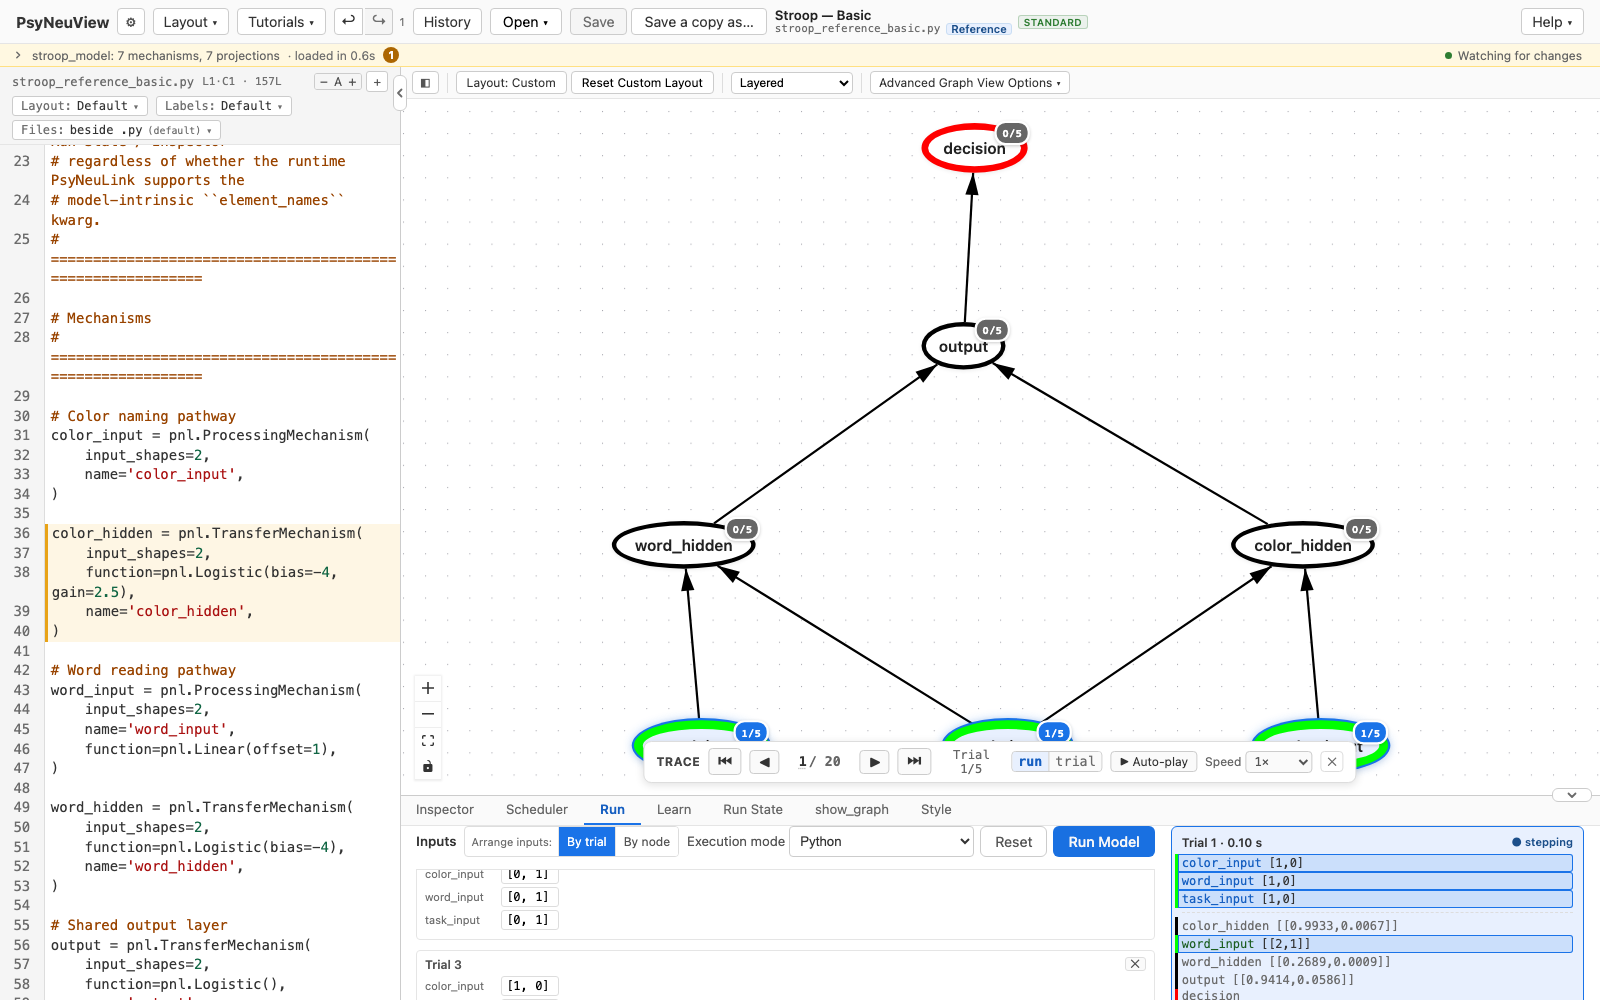 PsyNeuView
⚙
Layout ▾
Tutorials ▾
↩
↪
1
History
Open ▾
Save
Save a copy as...
Stroop — Basic
stroop_reference_basic.py Reference
STANDARD
Help ▾
stroop_model: 7 mechanisms, 7 projections · loaded in 0.6s 1
Watching for changes
stroop_reference_basic.py L1:C1 · 157L
− A +
+
Layout: Default ▾
Labels: Default ▾
Files: beside .py (default) ▾
23 # regardless of whether the runtime
PsyNeuLink supports the
24 # model-intrinsic ``element_names``
kwarg.
25 #
=========================================
==================
26
27 # Mechanisms
28 #
=========================================
==================
29
30 # Color naming pathway
31 color_input = pnl.ProcessingMechanism(
32 input_shapes=2,
33 name='color_input',
34 )
35
36 color_hidden = pnl.TransferMechanism(
37 input_shapes=2,
38 function=pnl.Logistic(bias=-4,
gain=2.5),
39 name='color_hidden',
40 )
41
42 # Word reading pathway
43 word_input = pnl.ProcessingMechanism(
44 input_shapes=2,
45 name='word_input',
46 function=pnl.Linear(offset=1),
47 )
48
49 word_hidden = pnl.TransferMechanism(
50 input_shapes=2,
51 function=pnl.Logistic(bias=-4),
52 name='word_hidden',
53 )
54
55 # Shared output layer
56 output = pnl.TransferMechanism(
57 input_shapes=2,
58 function=pnl.Logistic(),
Layout: Custom
Reset Custom Layout
Layered
Advanced Graph View Options ▾
0/5
decision
0/5
output
0/5
word_hidden
0/5
color_hidden
1/5
1/5
1/5
TRACE
1 / 20
Trial
1/5
run trial
▶ Auto-play
Speed 1×
×
Inspector
Scheduler
Run
Learn
Run State
show_graph
Style
Inputs
Arrange inputs: By trial By node
Execution mode Python
Reset
Run Model
color_input [0, 1]
word_input [0, 1]
task_input [0, 1]
Trial 3
×
color_input [1, 0]
Trial 1 · 0.10 s
stepping
color_input [1,0]
word_input [1,0]
task_input [1,0]
color_hidden [[0.9933,0.0067]]
word_input [[2,1]]
word_hidden [[0.2689,0.0009]]
output [[0.9414,0.0586]]
decision